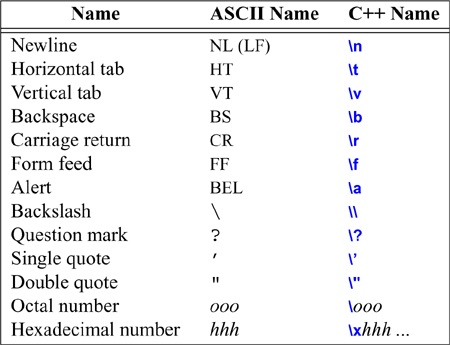 Name ASCII Name C++ Name
Newline NL (LF) \n
Horizontal tab HT \t
Vertical tab VT \v
Backspace BS \b
Carriage return CR \r
Form feed FF \f
Alert BEL \a
Backslash \ \\
Question mark ? \?
Single quote ' \'
Double quote " \"
Octal number ooo \ooo
Hexadecimal number hhh \xhhh ...